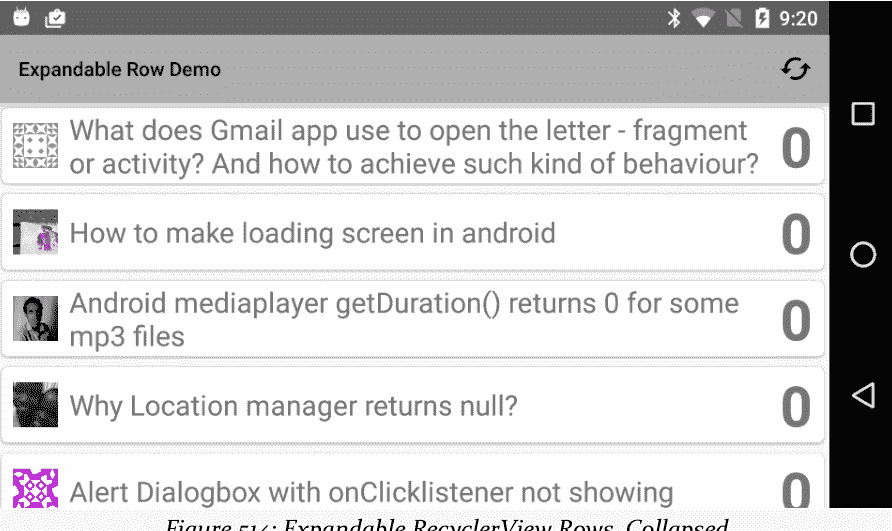 9:20
Expandable Row Demo
What does Gmail app use to open the letter - fragment
or activity? And how to achieve such kind of behaviour?
0
How to make loading screen in android
0
Android mediaplayer getDuration() returns 0 for some
mp3 files
0
Why Location manager returns null?
0
Alert Dialogbox with onClicklistener not showing
0
Figure 514: Expandable RecyclerView Rows, Collapsed